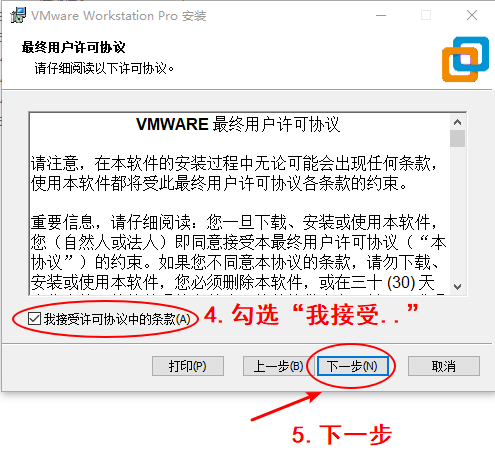 VMware Workstation Pro 安装
最终用户许可协议
请仔细阅读以下许可协议。
VMWARE 最终用户许可协议
请注意，在本软件的安装过程中无论可能会出现任何条款，
使用本软件都将受此最终用户许可协议各条款的约束。
重要信息，请仔细阅读：您一旦下载、安装或使用本软件，
您（自然人或法人）即同意接受本最终用户许可协议（“本
协议”）的约束。如果您不同意本协议的条款，请勿下载、
安装或使用本软件，您必须删除本软件，或在三十 (30) 天
我接受许可协议中的条款(A)
4. 勾选“我接受..”
打印(P)
上一步(B)
下一步(N)
取消
5. 下一步